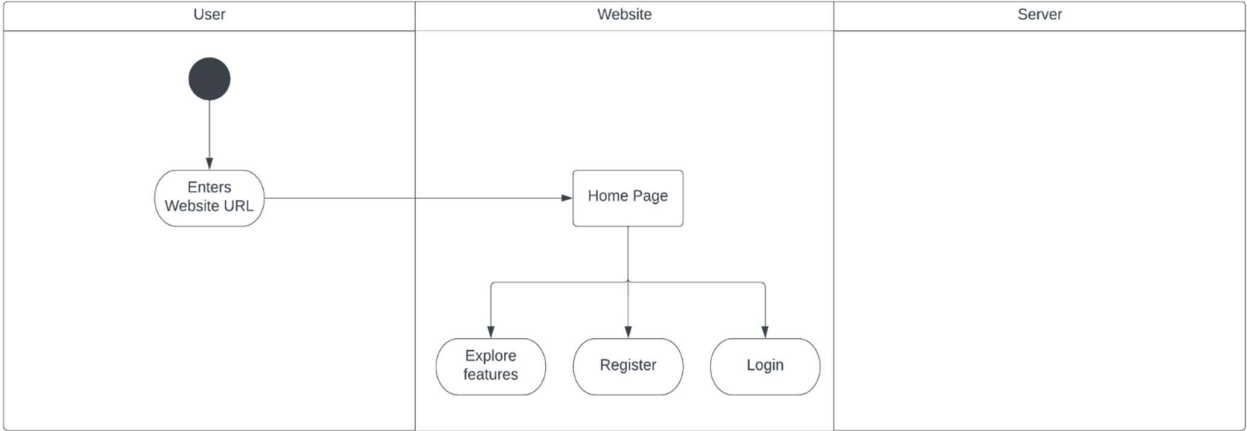 User
Website
Server
Enters
Website URL
Home Page
Explore
features
Register
Login